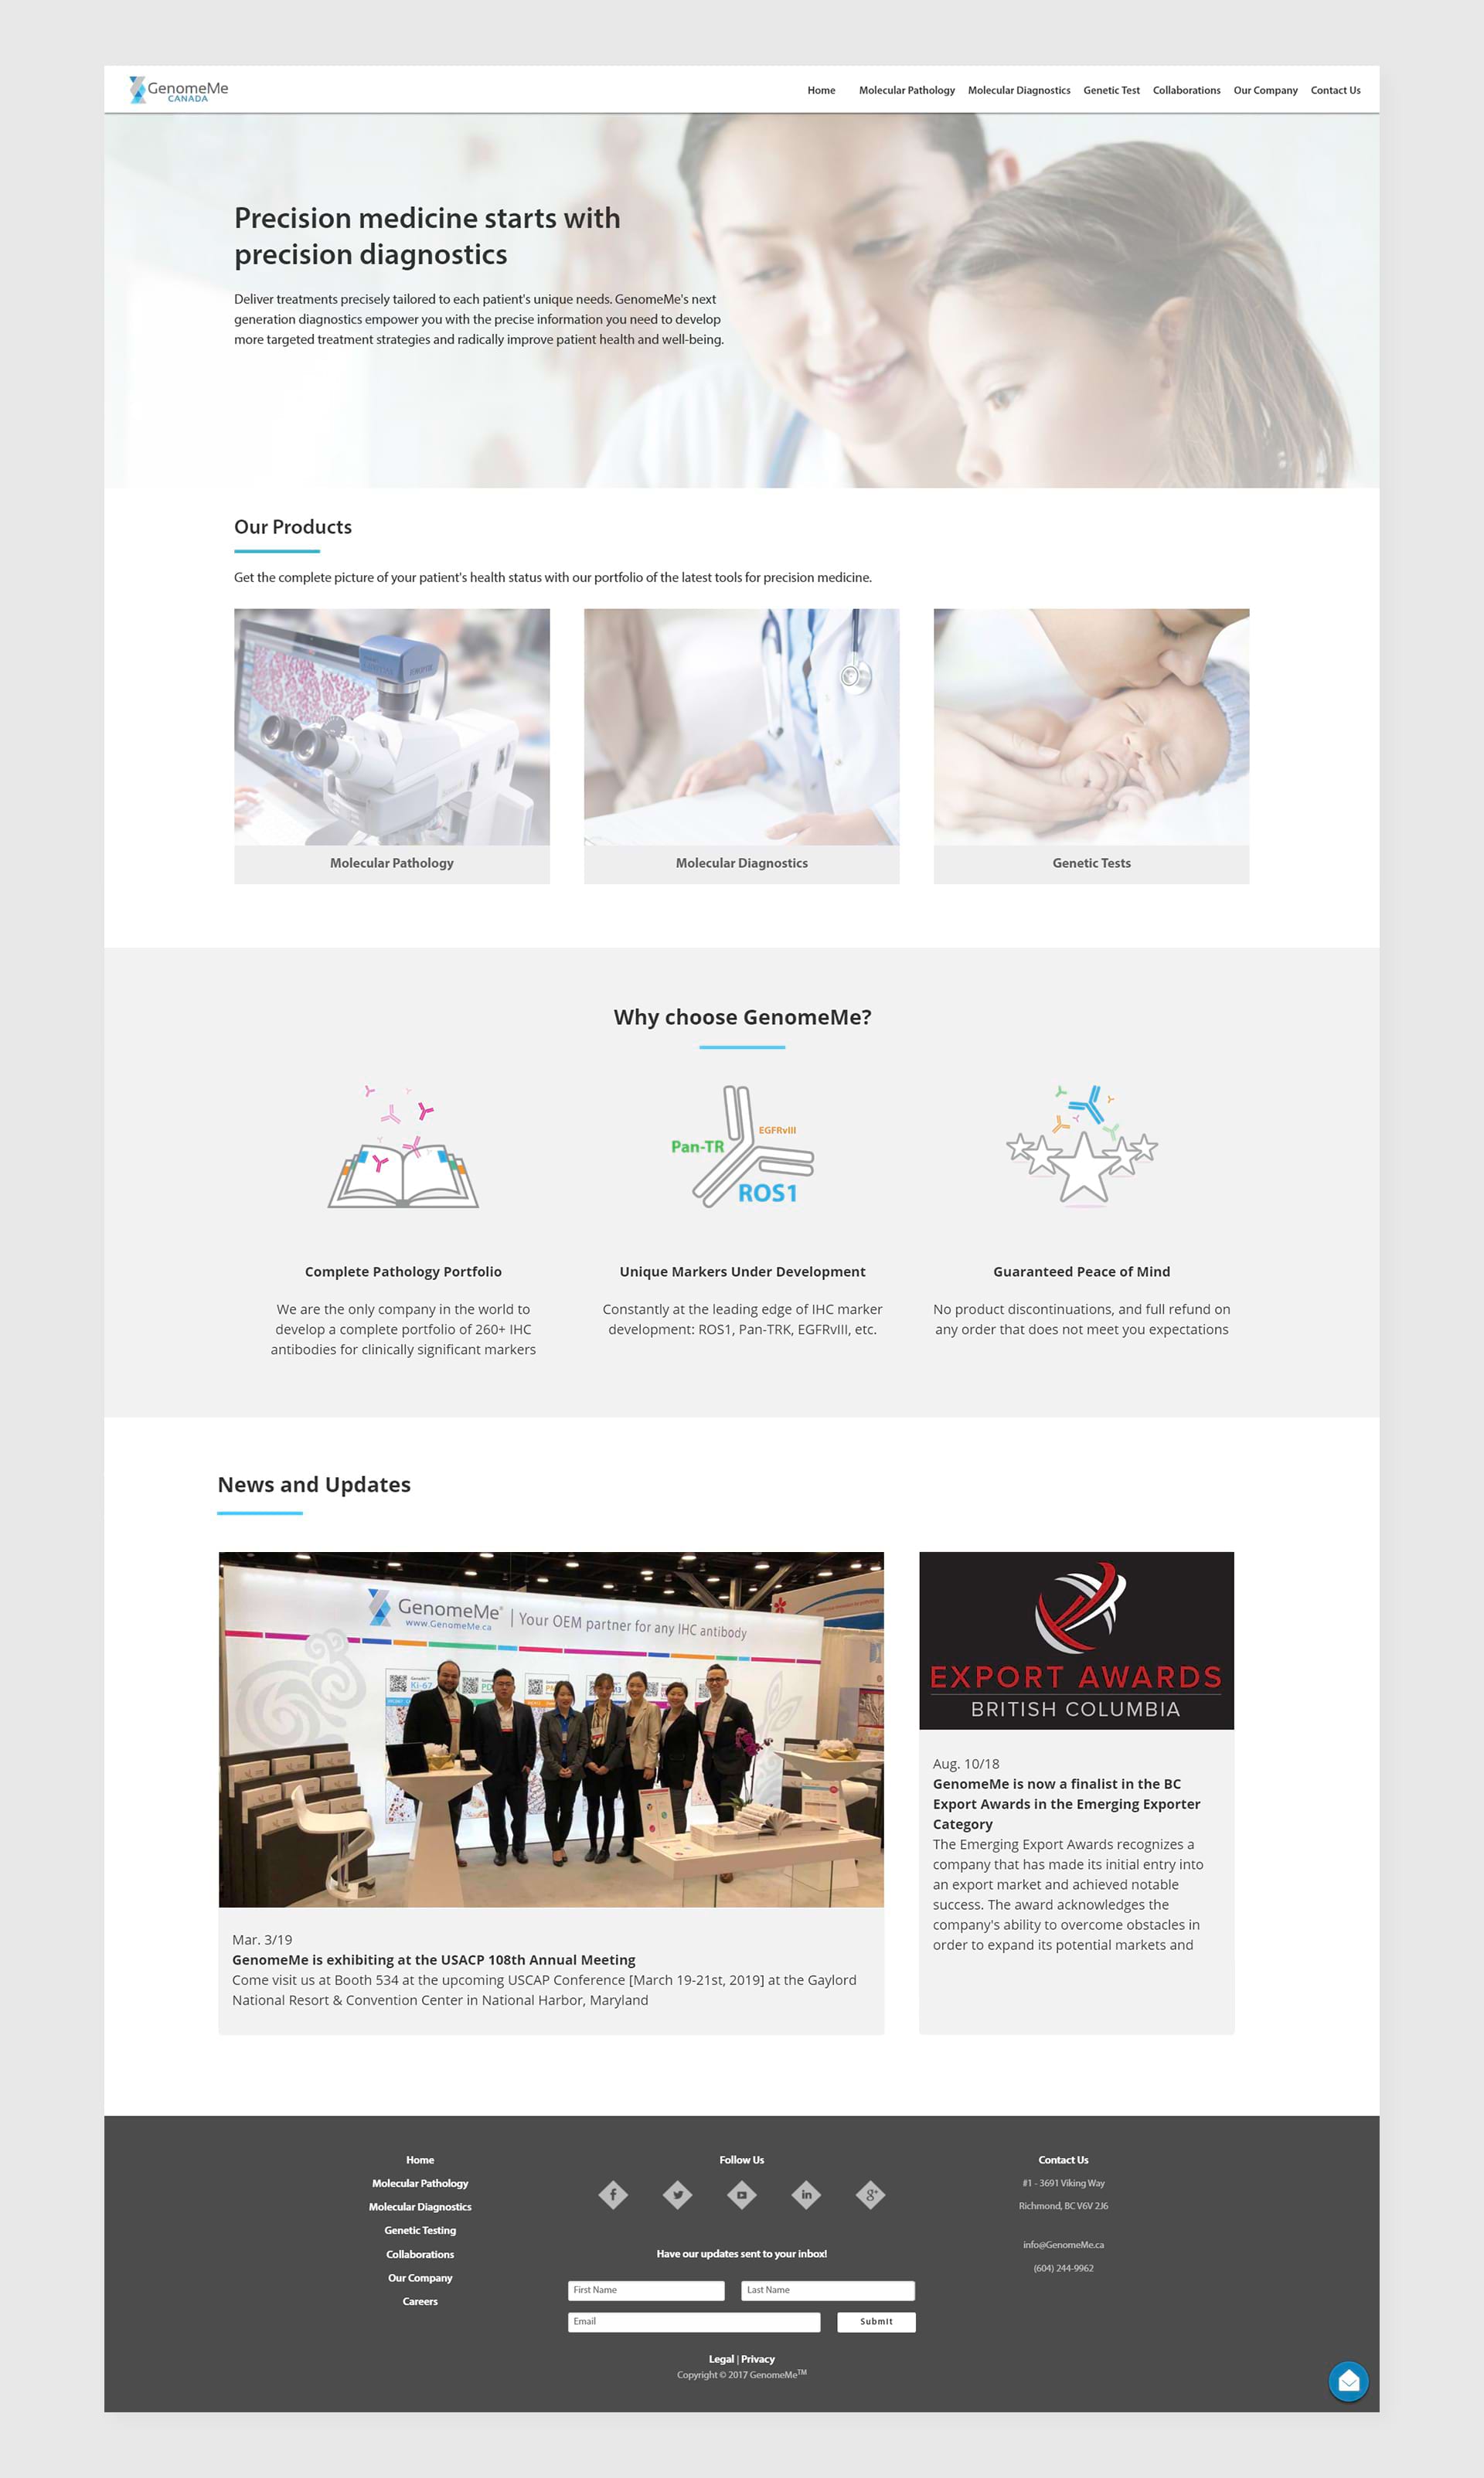 GenomeMe
CANADA
Home Molecular Pathology Molecular Diagnostics Genetic Test Collaborations Our Company Contact Us
Precision medicine starts with
precision diagnostics
Deliver treatments precisely tailored to each patient's unique needs. GenomeMe's next
generation diagnostics empower you with the precise information you need to develop
more targeted treatment strategies and radically improve patient health and well-being.
Our Products
Get the complete picture of your patient's health status with our portfolio of the latest tools for precision medicine.
Molecular Pathology
Molecular Diagnostics
Genetic Tests
Why choose GenomeMe?
EGFRvIII
Pan-TR
ROS1
Complete Pathology Portfolio
We are the only company in the world to
develop a complete portfolio of 260+ IHC
antibodies for clinically significant markers
Unique Markers Under Development
Constantly at the leading edge of IHC marker
development: ROS1, Pan-TRK, EGFRvIII, etc.
Guaranteed Peace of Mind
No product discontinuations, and full refund on
any order that does not meet you expectations
News and Updates
GenomeMe®
www.GenomeMe.ca
Your OEM partner for any IHC antibody
Ki-67
Mar. 3/19
GenomeMe is exhibiting at the USACP 108th Annual Meeting
Come visit us at Booth 534 at the upcoming USCAP Conference [March 19-21st, 2019] at the Gaylord
National Resort & Convention Center in National Harbor, Maryland
EXPORT AWARDS
BRITISH COLUMBIA
Aug. 10/18
GenomeMe is now a finalist in the BC
Export Awards in the Emerging Exporter
Category
The Emerging Export Awards recognizes a
company that has made its initial entry into
an export market and achieved notable
success. The award acknowledges the
company's ability to overcome obstacles in
order to expand its potential markets and
Home
Molecular Pathology
Molecular Diagnostics
Genetic Testing
Collaborations
Our Company
Careers
Follow Us
Have our updates sent to your inbox!
First Name
Last Name
Email
Submit
Legal | Privacy
Copyright © 2017 GenomeMe™
Contact Us
#1 - 3691 Viking Way
Richmond, BC V6V 2J6
info@GenomeMe.ca
(604) 244-9962